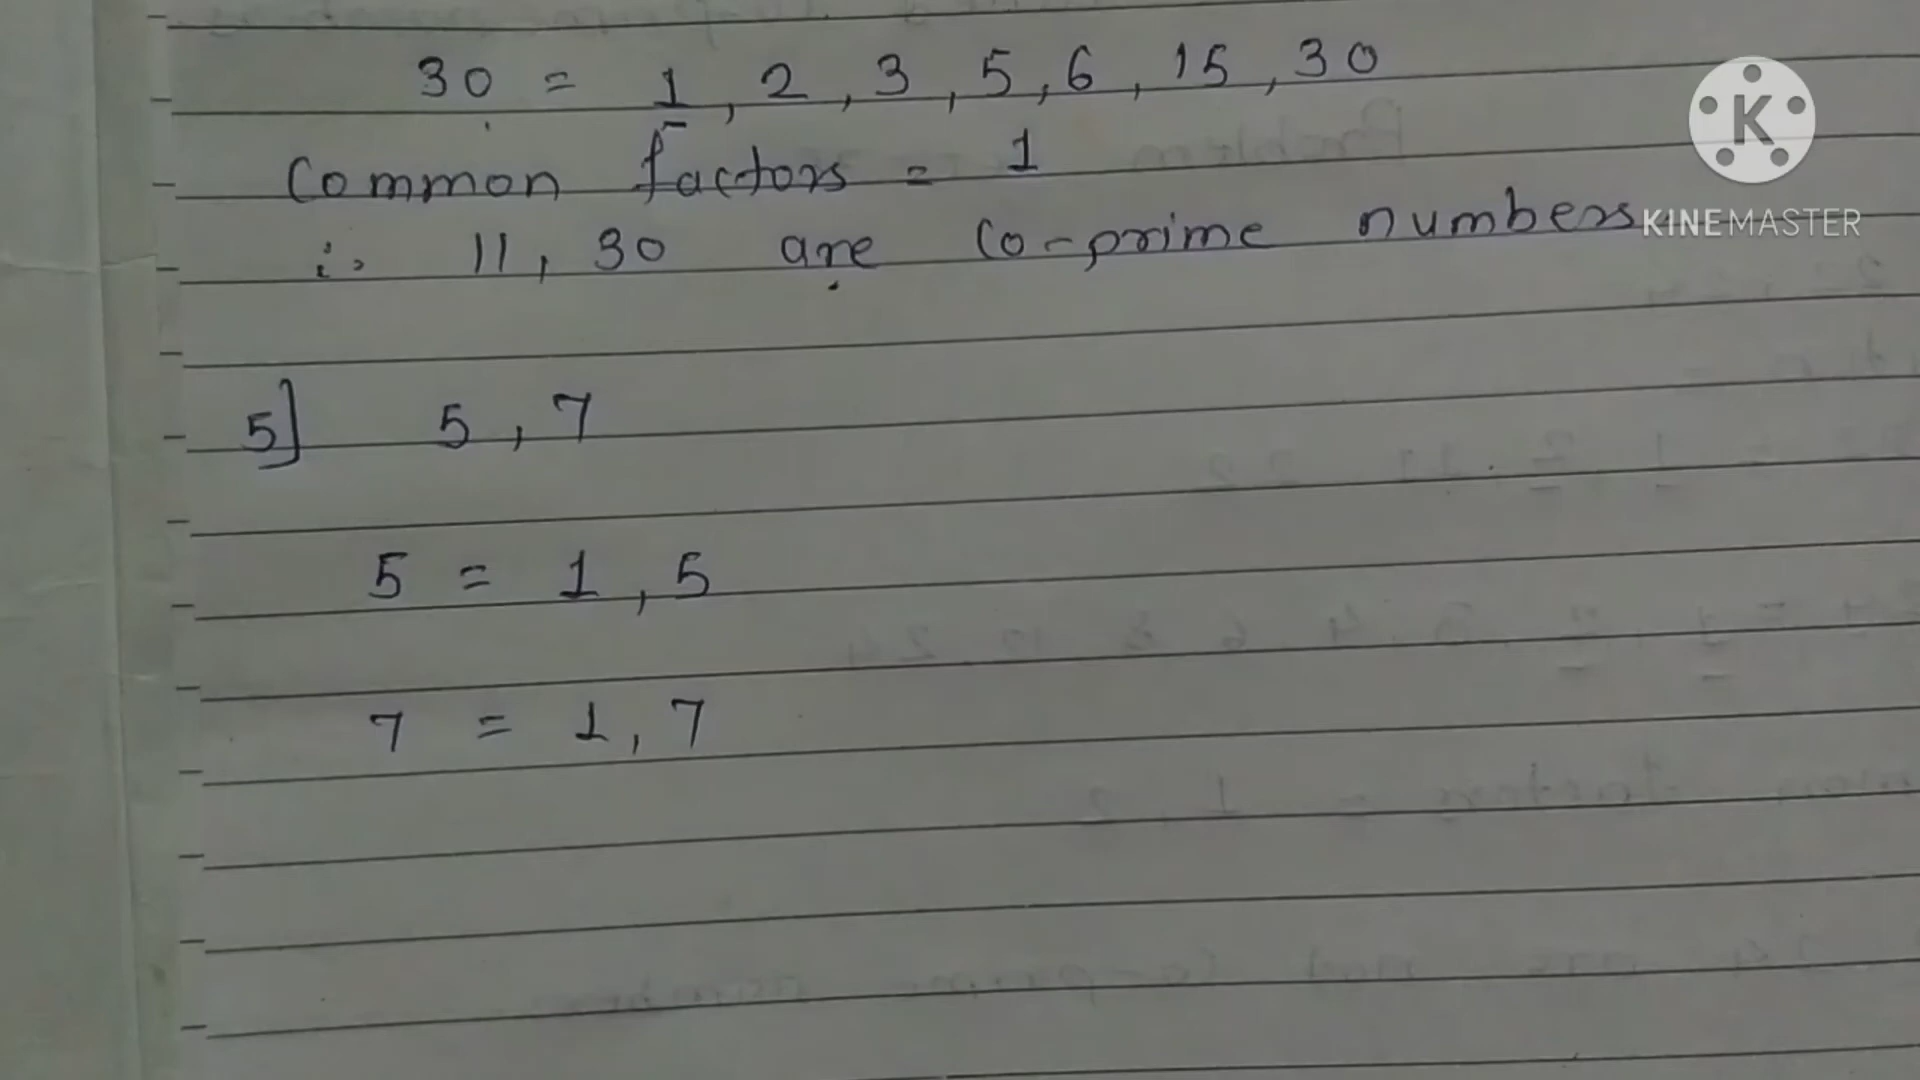 30 = 1, 2, 3, 5, 6, 15, 30
Common factors = 1
∴ 11, 30 are Co-prime numbers
KINEMASTER
5] 5, 7
5 = 1, 5
7 = 1, 7